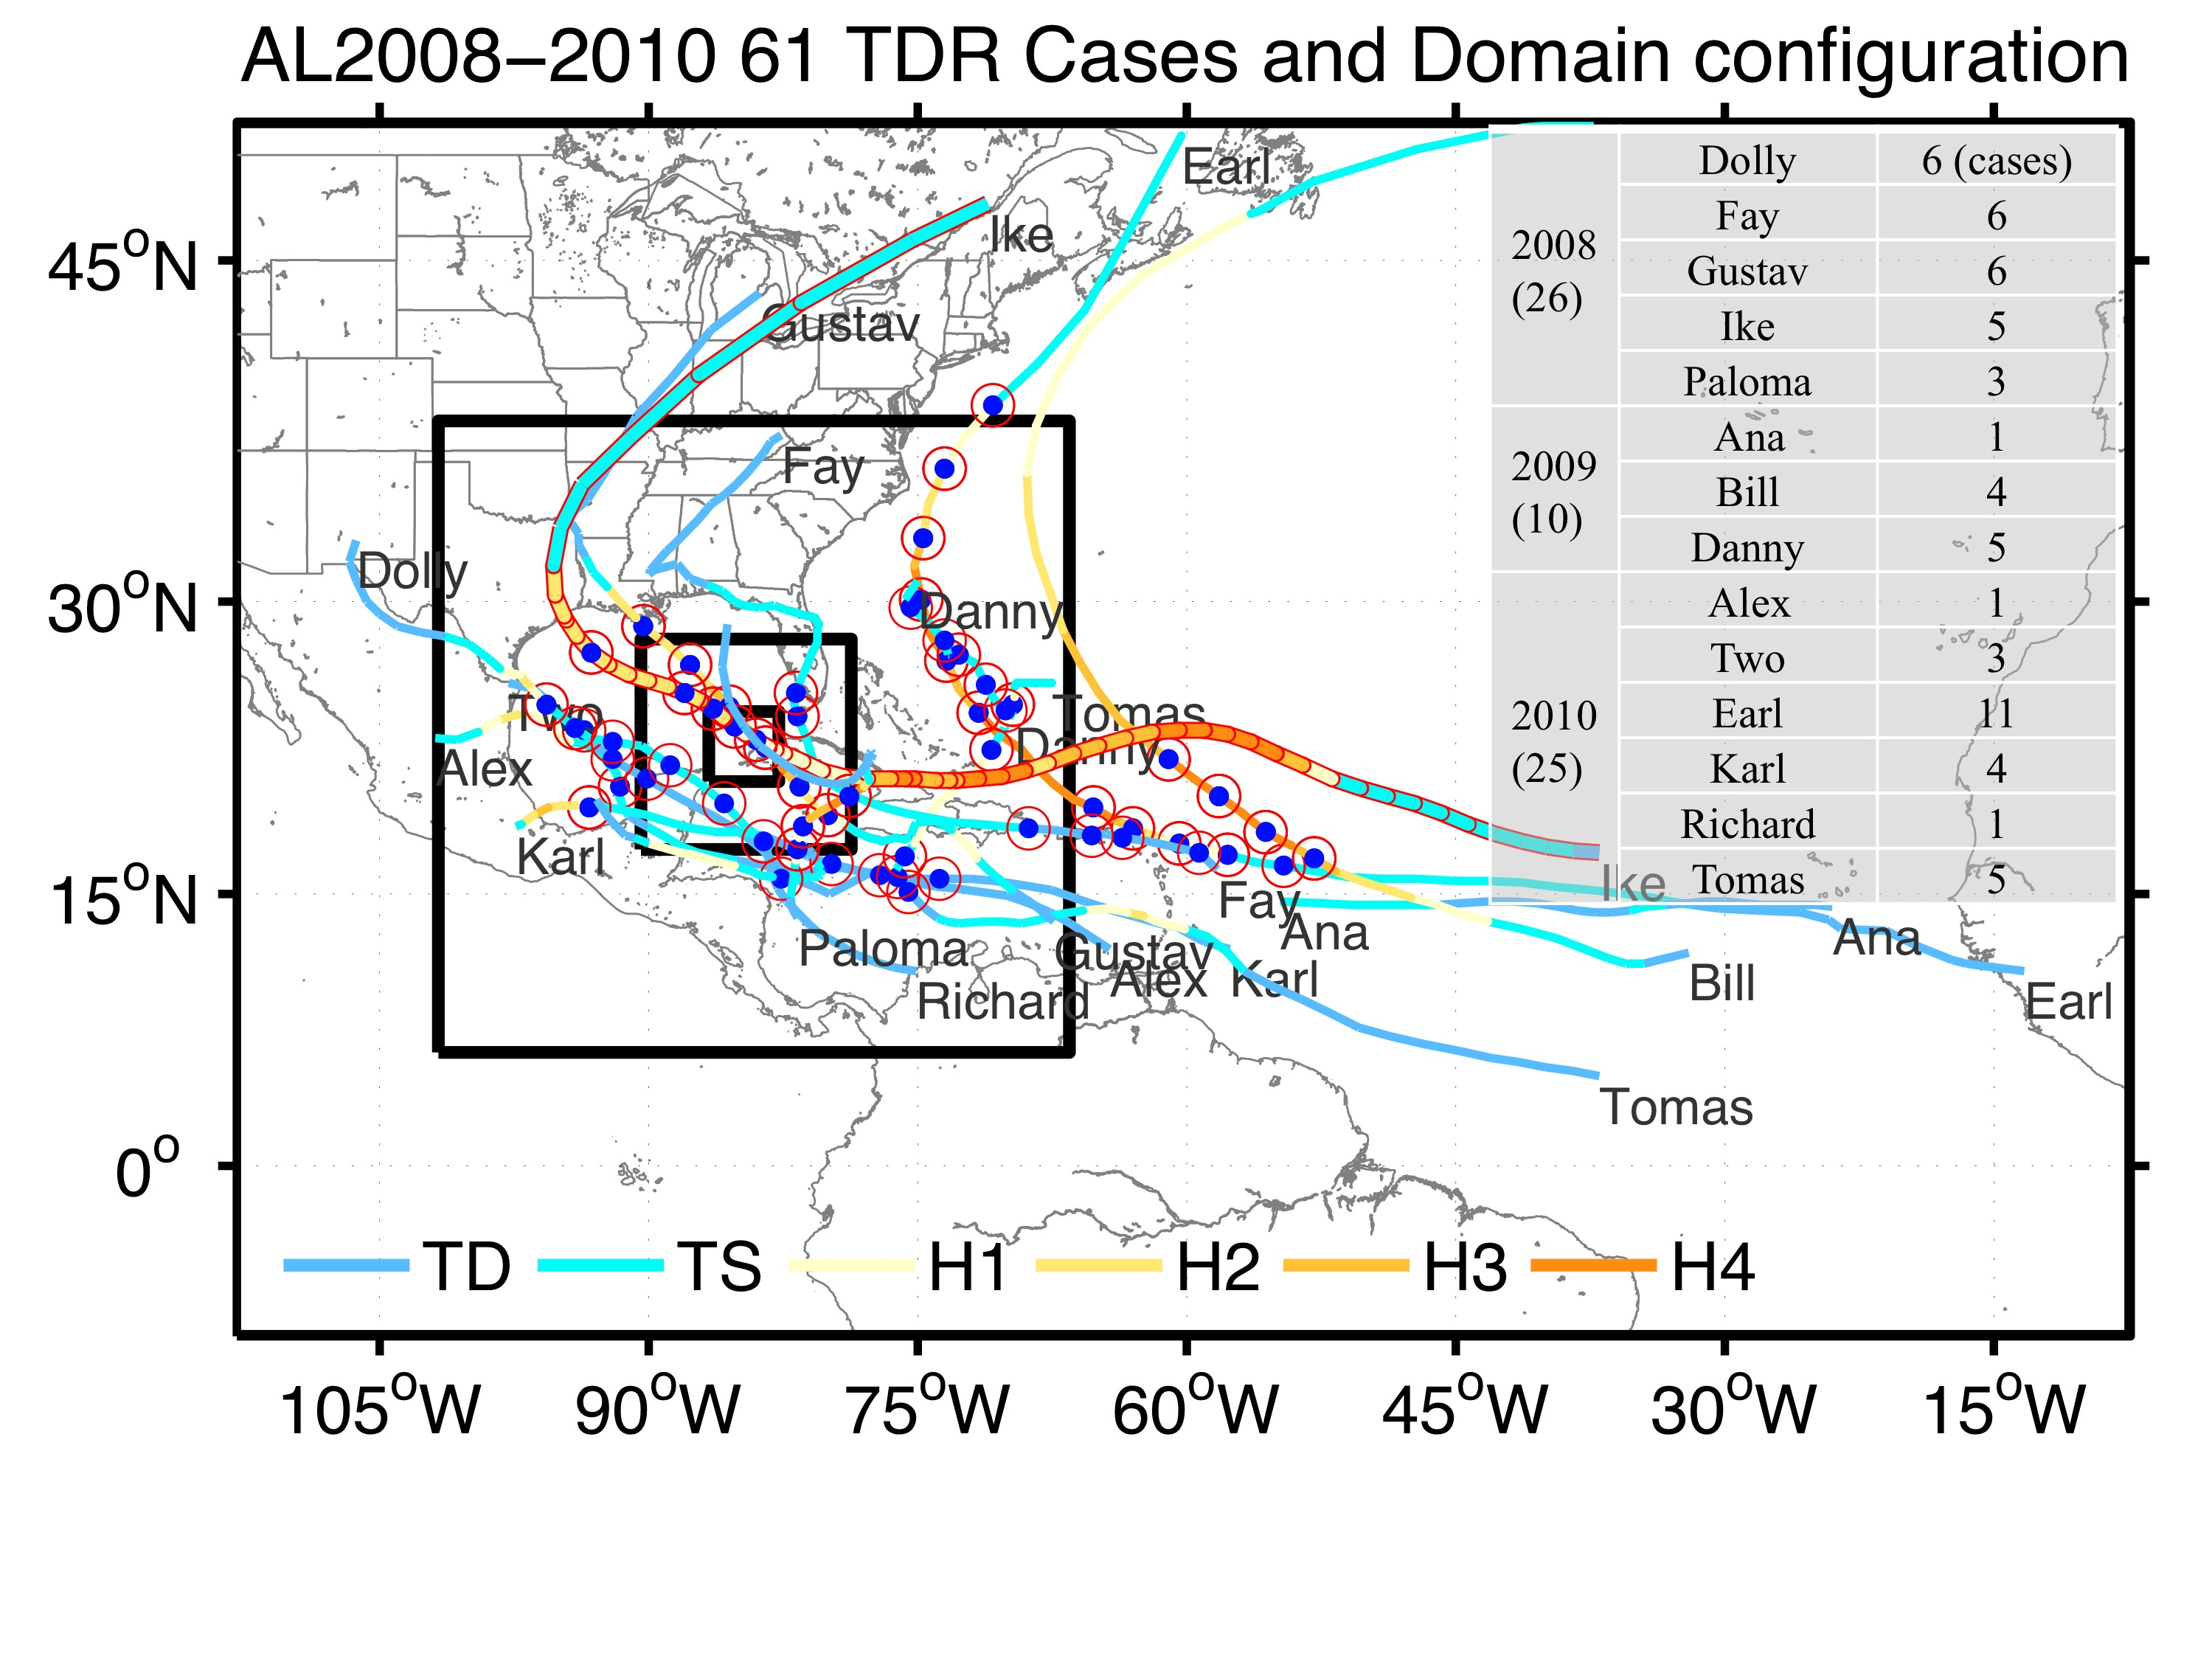 AL2008–2010 61 TDR Cases and Domain configuration
Earl
Dolly 6 (cases)
Fay 6
2008
(26)
Gustav 6
Ike
Ike 5
45°N
Gustav
Paloma 3
Ana 1
2009
(10)
Fay
Bill 4
Danny 5
Dolly
30°N
Danny
Alex 1
Two 3
2010
(25)
Two
Tomas
Earl 11
Danny
Alex
Karl 4
Richard 1
Karl
15°N
Ike
Tomas 5
Fay
Ana
Ana
Paloma
Gustav
Alex
Karl
Bill
Richard
Earl
Tomas
0°
TD TS H1 H2 H3 H4
105°W 90°W 75°W 60°W 45°W 30°W 15°W